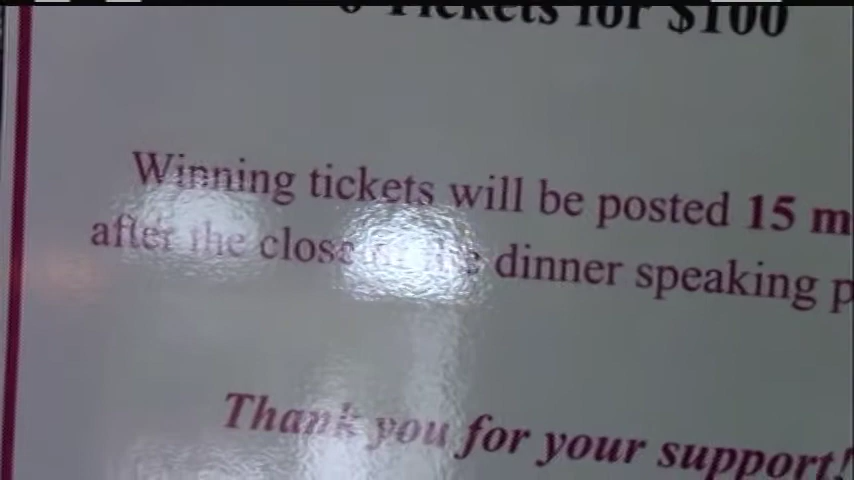 Tickets for $100
Winning tickets will be posted 15 m
after the close the dinner speaking p
Thank you for your support!